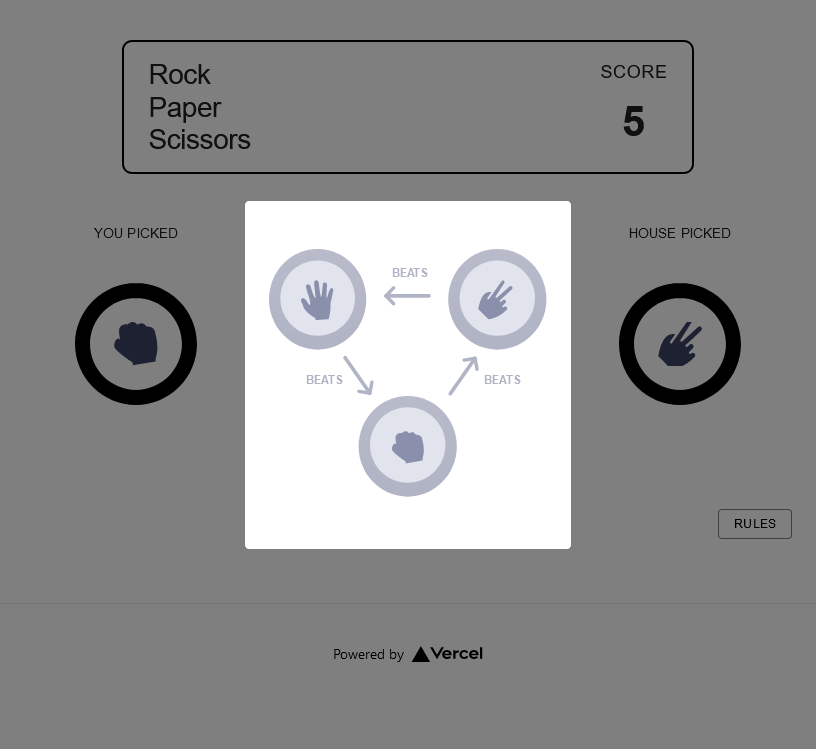 Rock
Paper
Scissors
SCORE
5
YOU PICKED
HOUSE PICKED
BEATS
BEATS
BEATS
RULES
Powered by Vercel